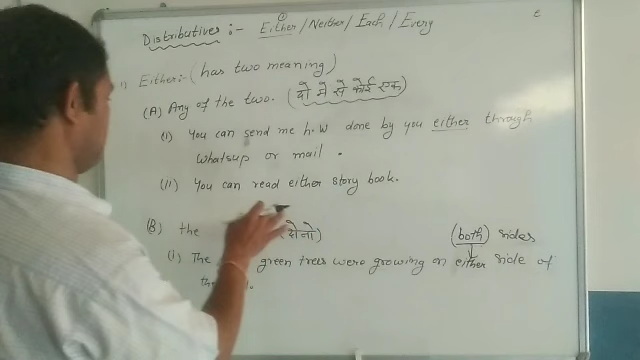 Distributives :- Either / Neither / Each / Every
1) Either :- (has two meaning)
(A) Any of the two. (दो मे से कोई एक)
(I) You can send me h.w done by you either through
whatsup or mail.
(II) You can read either story book.
(B) the (दोनो) (both) sides
(I) The green trees were growing on either side of